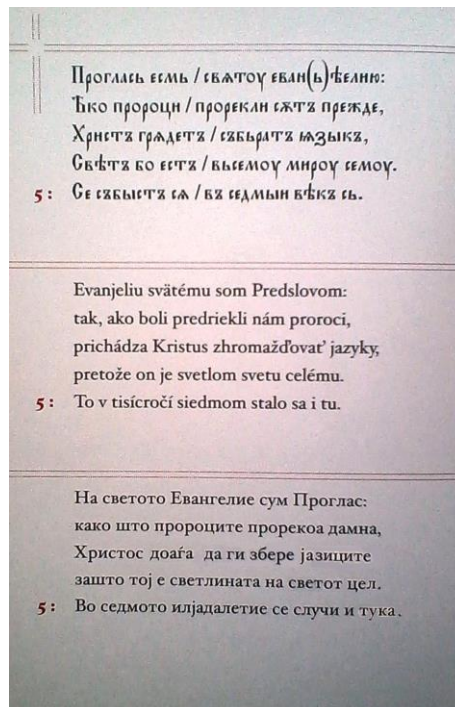 Проглась есмь / свѧтоу еван(ь)ћелию:
Ћко пророци / прорекли сѫтъ прежде,
Христъ грѧдетъ / събьратъ ѩзыкъ,
Свѣтъ бо естъ / вьсемоу мироу семоу.
5: Се събыстъ сѧ / въ седмыи вѣкъ сь.
Evanjeliu svätému som Predslovom:
tak, ako boli predriekli nám proroci,
prichádza Kristus zhromažďovať jazyky,
pretože on je svetlom svetu celému.
5: To v tisícročí siedmom stalo sa i tu.
На светото Евангелие сум Проглас:
како што пророците прорекоа дамна,
Христос доаѓа да ги збере јазиците
зашто тој е светлината на светот цел.
5: Во седмото илјадалетие се случи и тука.